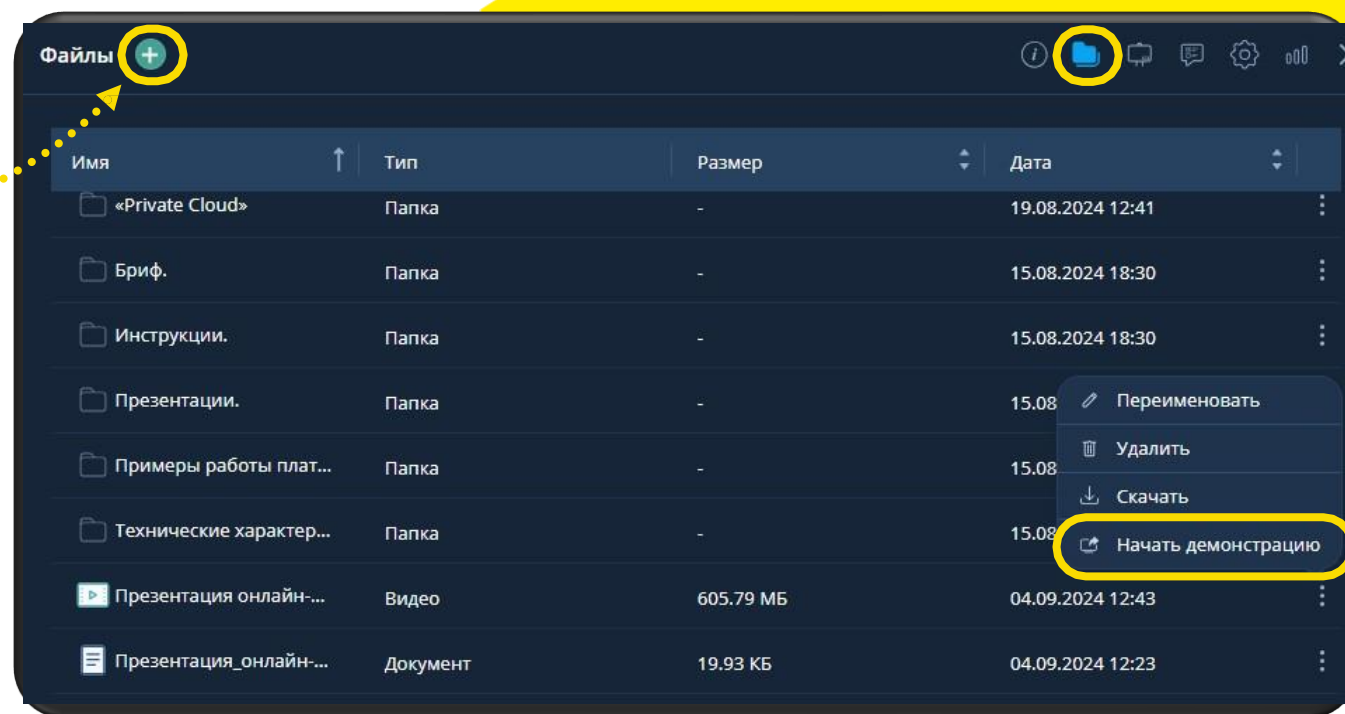 Файлы
Имя Тип Размер Дата
«Private Cloud» Папка - 19.08.2024 12:41
Бриф. Папка - 15.08.2024 18:30
Инструкции. Папка - 15.08.2024 18:30
Презентации. Папка - 15.08 Переименовать
Удалить
Примеры работы плат... Папка - 15.08
Скачать
Технические характер... Папка - 15.08 Начать демонстрацию
Презентация онлайн-... Видео 605.79 МБ 04.09.2024 12:43
Презентация_онлайн-... Документ 19.93 КБ 04.09.2024 12:23